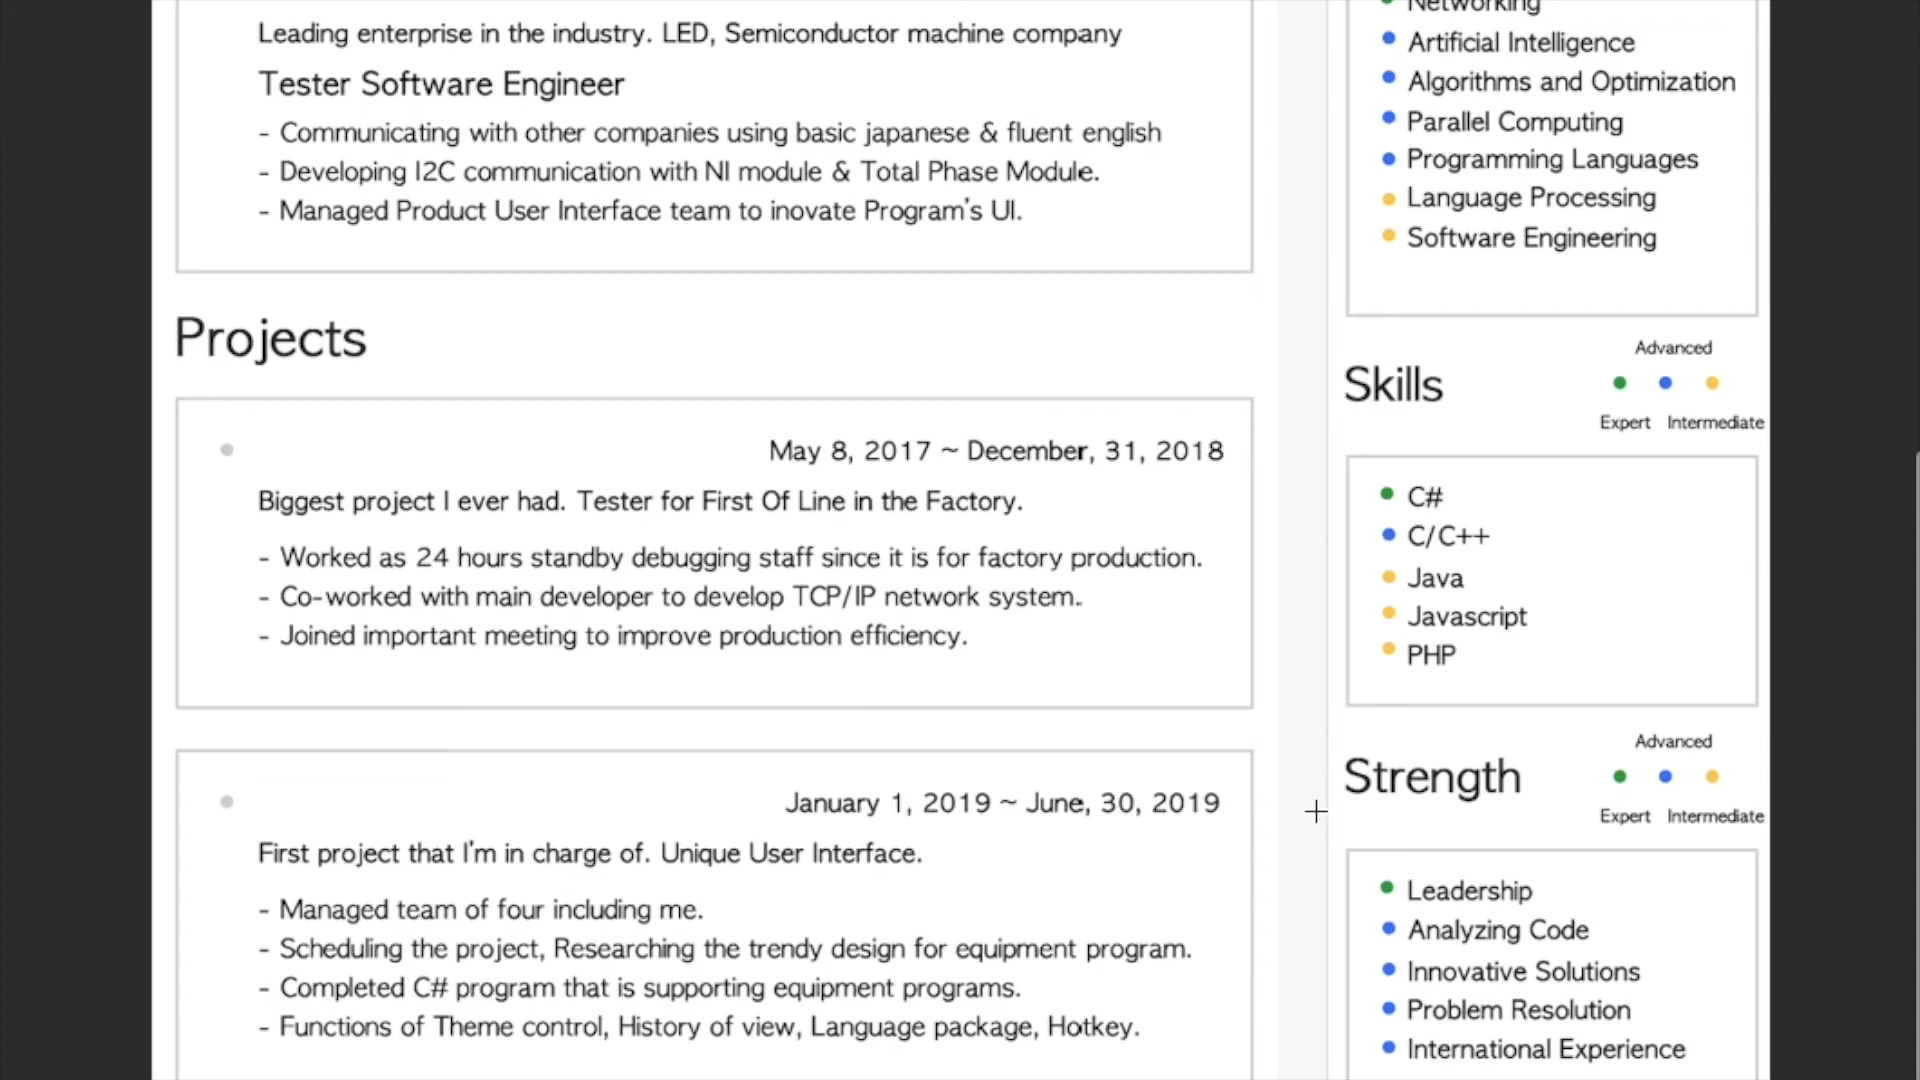 Leading enterprise in the industry. LED, Semiconductor machine company
Tester Software Engineer
- Communicating with other companies using basic japanese & fluent english
- Developing I2C communication with NI module & Total Phase Module.
- Managed Product User Interface team to inovate Program's UI.
Projects
May 8, 2017 ~ December, 31, 2018
Biggest project I ever had. Tester for First Of Line in the Factory.
- Worked as 24 hours standby debugging staff since it is for factory production.
- Co-worked with main developer to develop TCP/IP network system.
- Joined important meeting to improve production efficiency.
January 1, 2019 ~ June, 30, 2019
First project that I'm in charge of. Unique User Interface.
- Managed team of four including me.
- Scheduling the project, Researching the trendy design for equipment program.
- Completed C# program that is supporting equipment programs.
- Functions of Theme control, History of view, Language package, Hotkey.
Networking
Artificial Intelligence
Algorithms and Optimization
Parallel Computing
Programming Languages
Language Processing
Software Engineering
Advanced
Skills
Expert Intermediate
C#
C/C++
Java
Javascript
PHP
Advanced
Strength
Expert Intermediate
Leadership
Analyzing Code
Innovative Solutions
Problem Resolution
International Experience